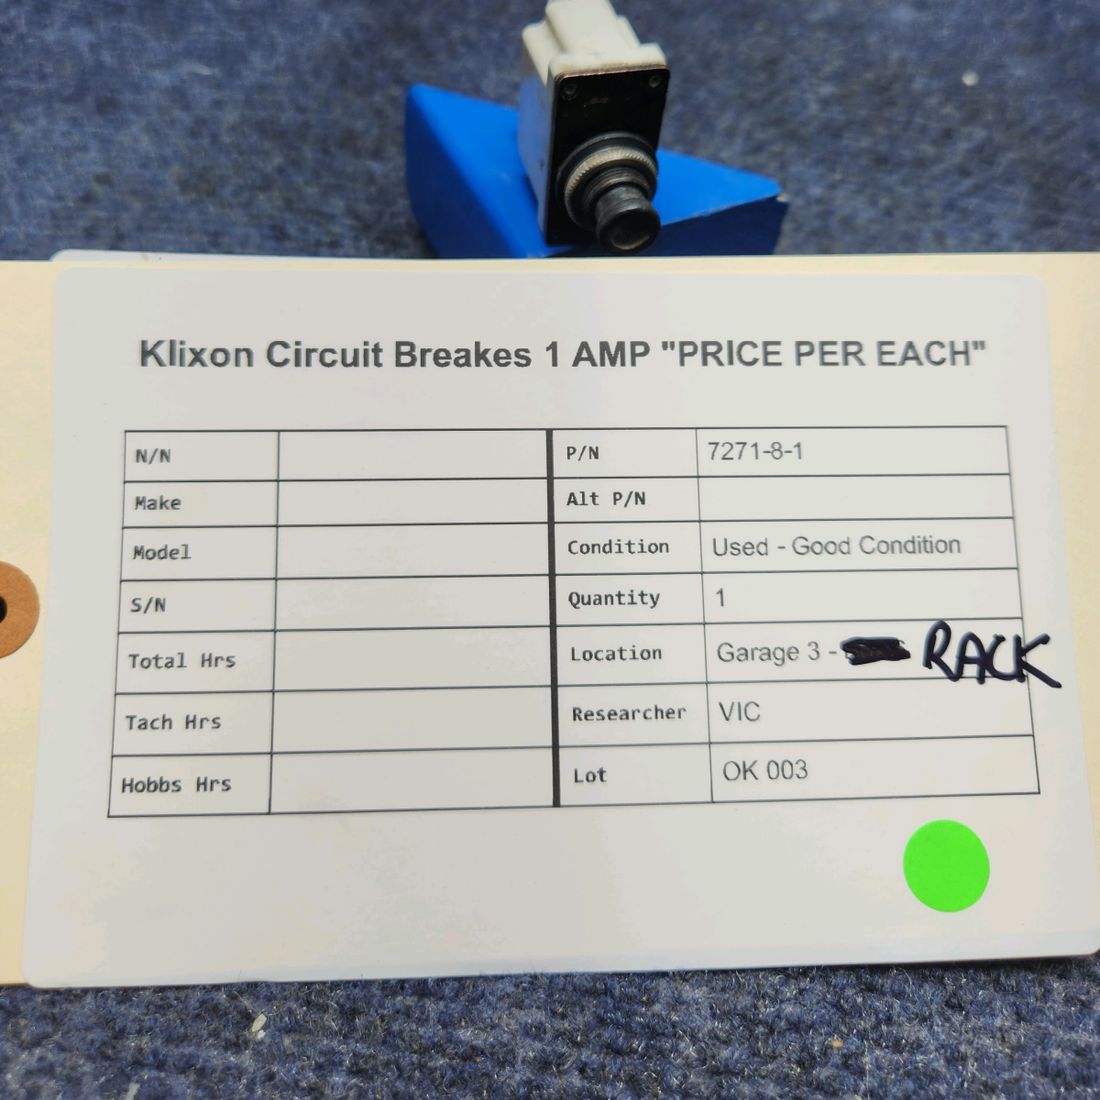 Klixon Circuit Breakes 1 AMP "PRICE PER EACH"
N/N P/N 7271-8-1
Make Alt P/N
Model Condition Used - Good Condition
S/N Quantity 1
Total Hrs Location Garage 3 - RACK
Tach Hrs Researcher VIC
Hobbs Hrs Lot OK 003